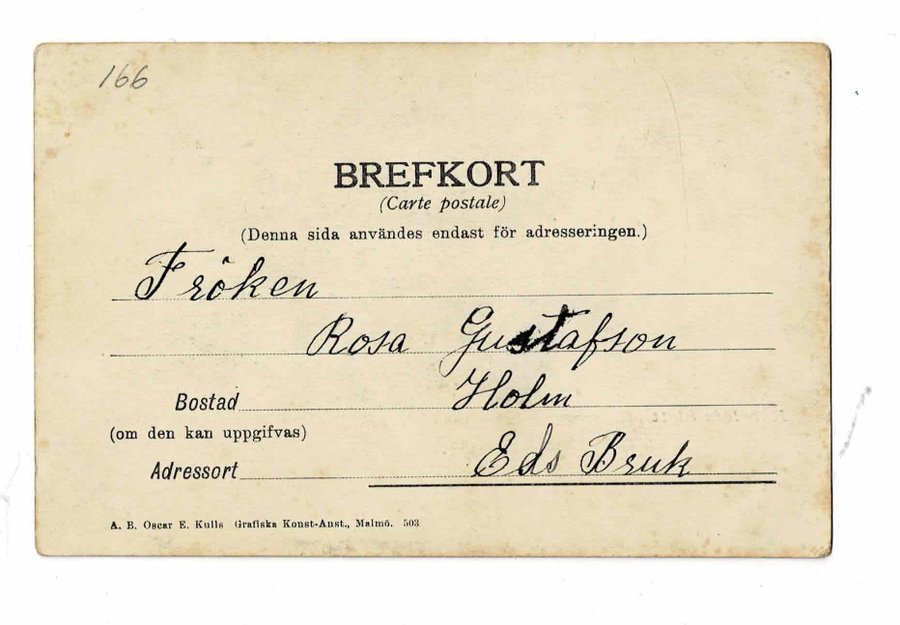 166
BREFKORT
(Carte postale)
(Denna sida användes endast för adresseringen.)
Fröken
Rosa Gustafson
Bostad Holm
(om den kan uppgifvas)
Adressort Eds Bruk
A. B. Oscar E. Kulls Grafiska Konst-Anst., Malmö. 503